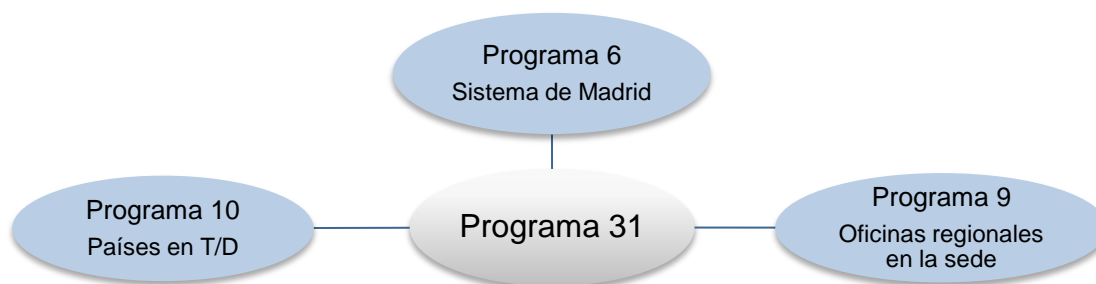 Programa 6
Sistema de Madrid
Programa 10
Países en T/D
Programa 31
Programa 9
Oficinas regionales
en la sede